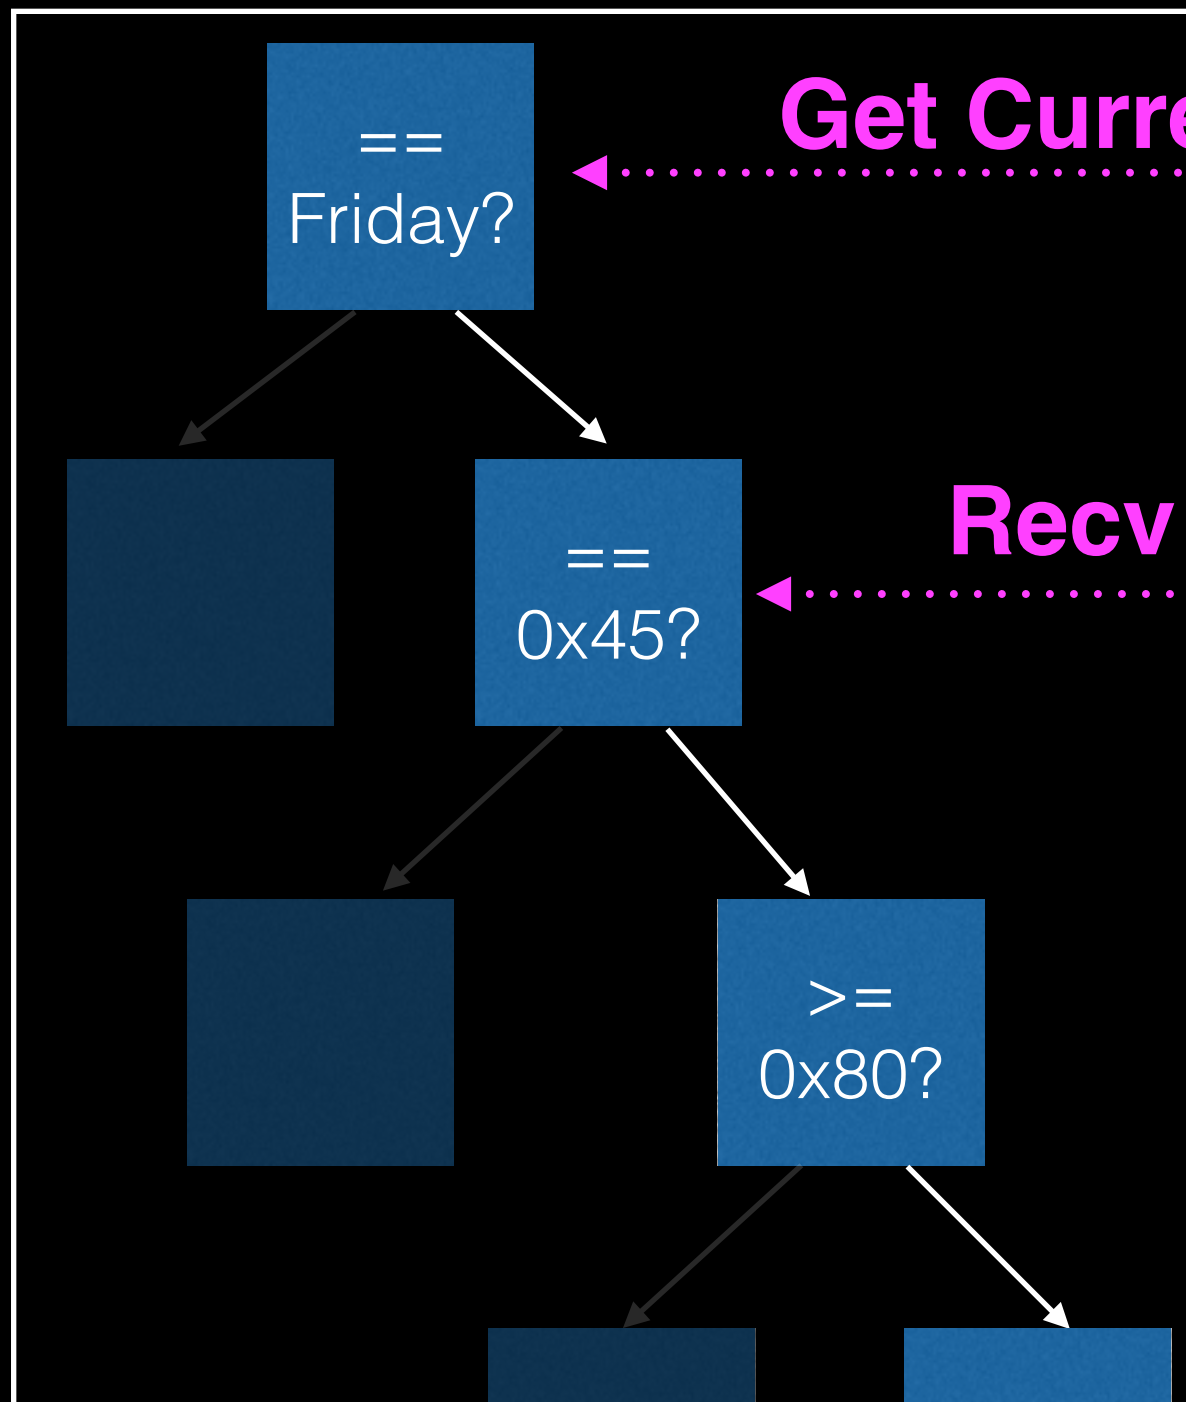 Get Curre
==
Friday?
Recv
==
0x45?
>=
0x80?